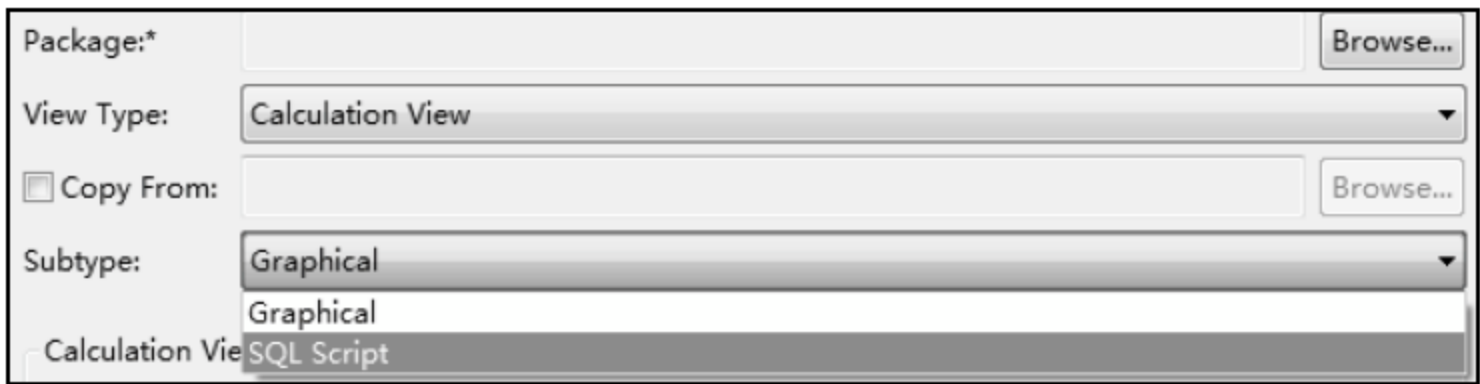 Package:* Browse...
View Type: Calculation View
Copy From: Browse...
Subtype: Graphical
Graphical
Calculation Vie SQL Script